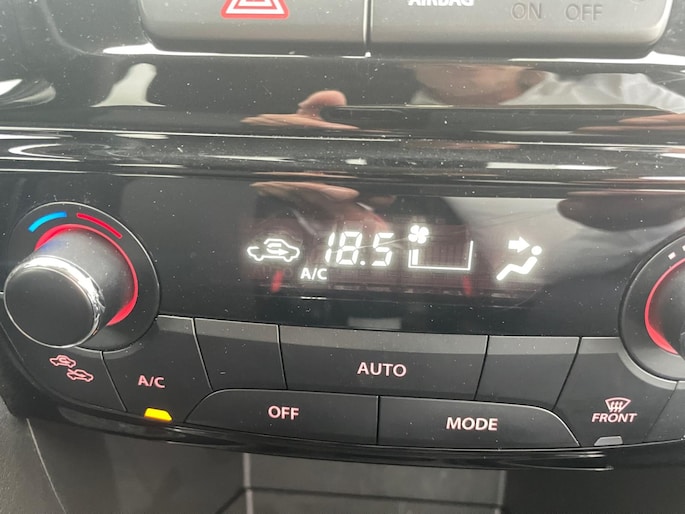 AIRBAG
ON OFF
18.5
A/C
A/C
AUTO
OFF
MODE
FRONT